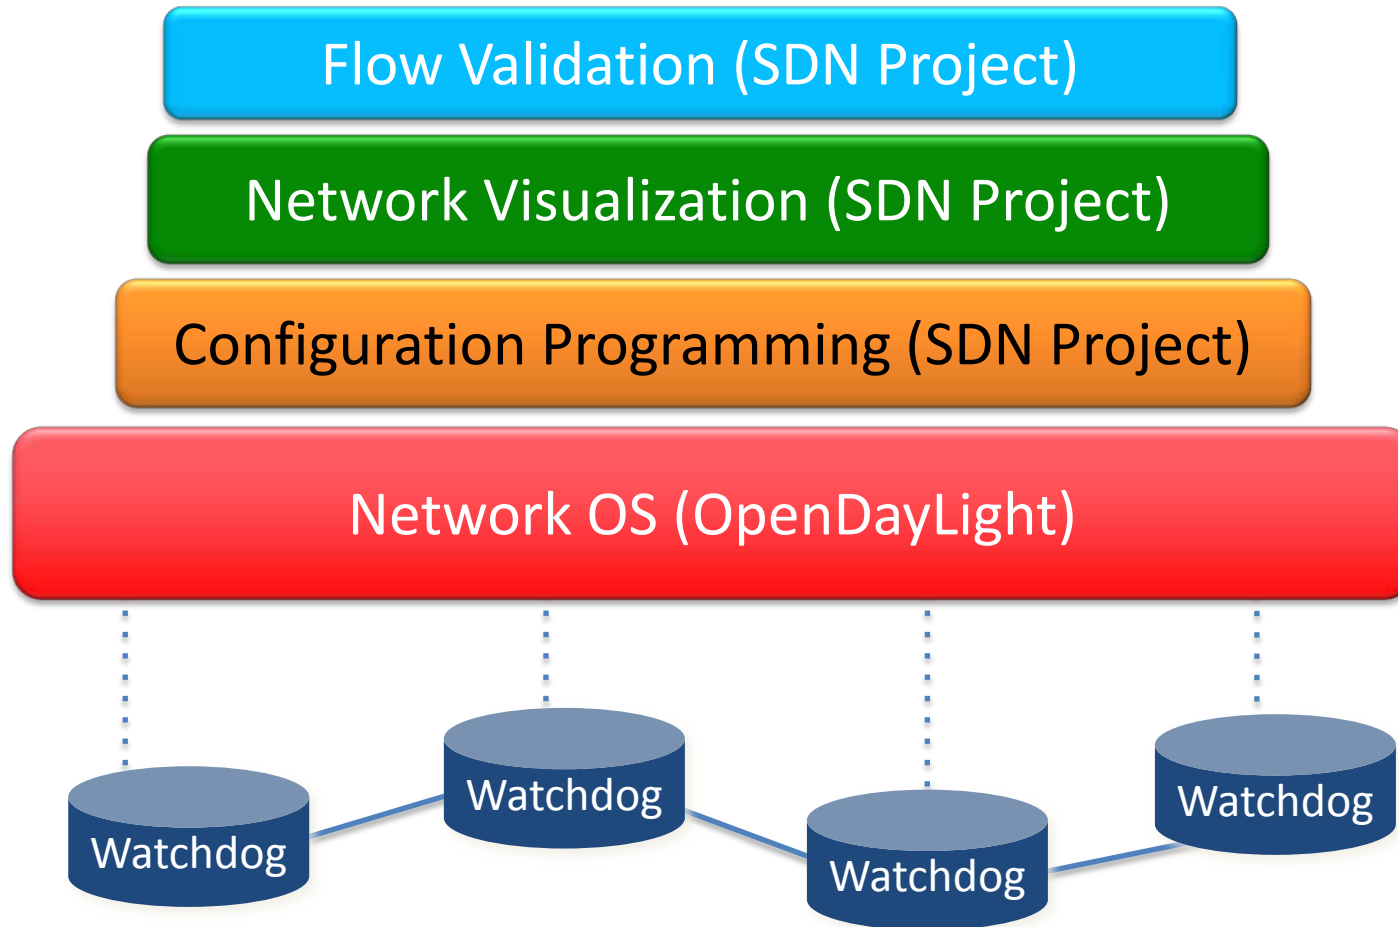 Flow Validation (SDN Project)
Network Visualization (SDN Project)
Configuration Programming (SDN Project)
Network OS (OpenDayLight)
Watchdog
Watchdog
Watchdog
Watchdog